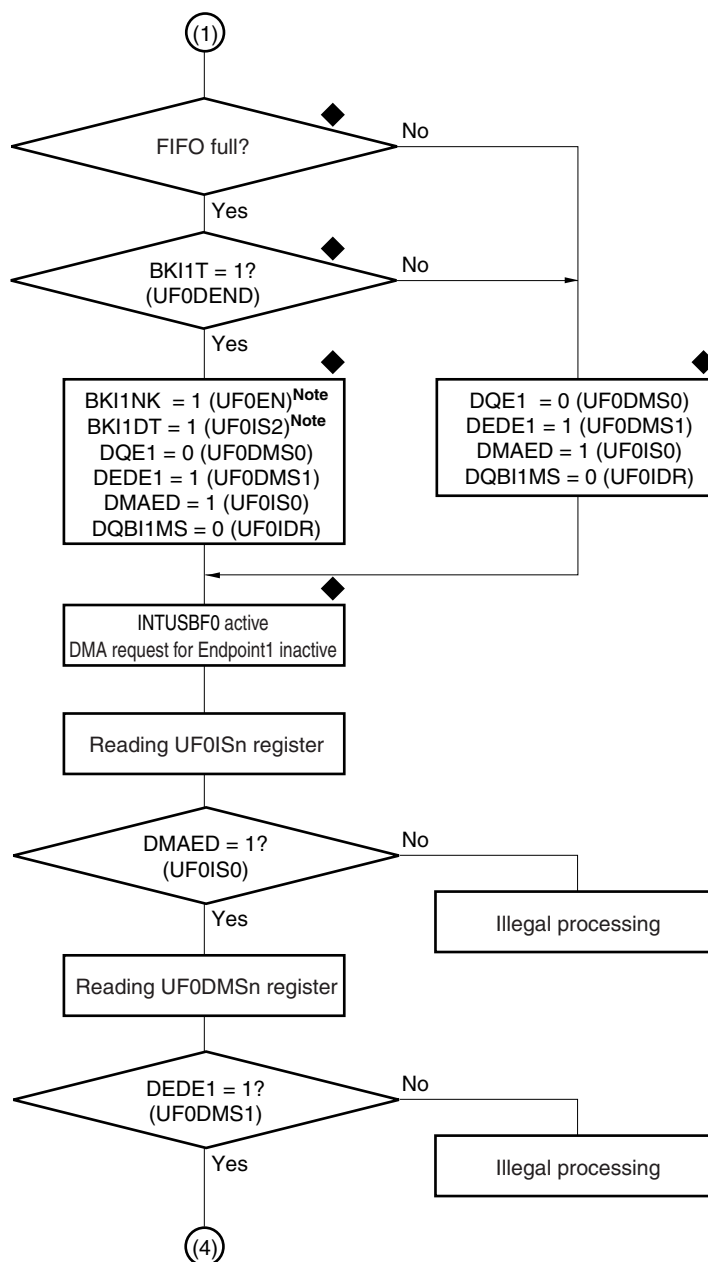 (1)
FIFO full?
No
Yes
BKI1T = 1?
(UF0DEND)
No
Yes
BKI1NK = 1 (UF0EN)Note
BKI1DT = 1 (UF0IS2)Note
DQE1 = 0 (UF0DMS0)
DEDE1 = 1 (UF0DMS1)
DMAED = 1 (UF0IS0)
DQBI1MS = 0 (UF0IDR)
DQE1 = 0 (UF0DMS0)
DEDE1 = 1 (UF0DMS1)
DMAED = 1 (UF0IS0)
DQBI1MS = 0 (UF0IDR)
INTUSBF0 active
DMA request for Endpoint1 inactive
Reading UF0ISn register
DMAED = 1?
(UF0IS0)
No
Yes
Illegal processing
Reading UF0DMSn register
DEDE1 = 1?
(UF0DMS1)
No
Yes
Illegal processing
(4)